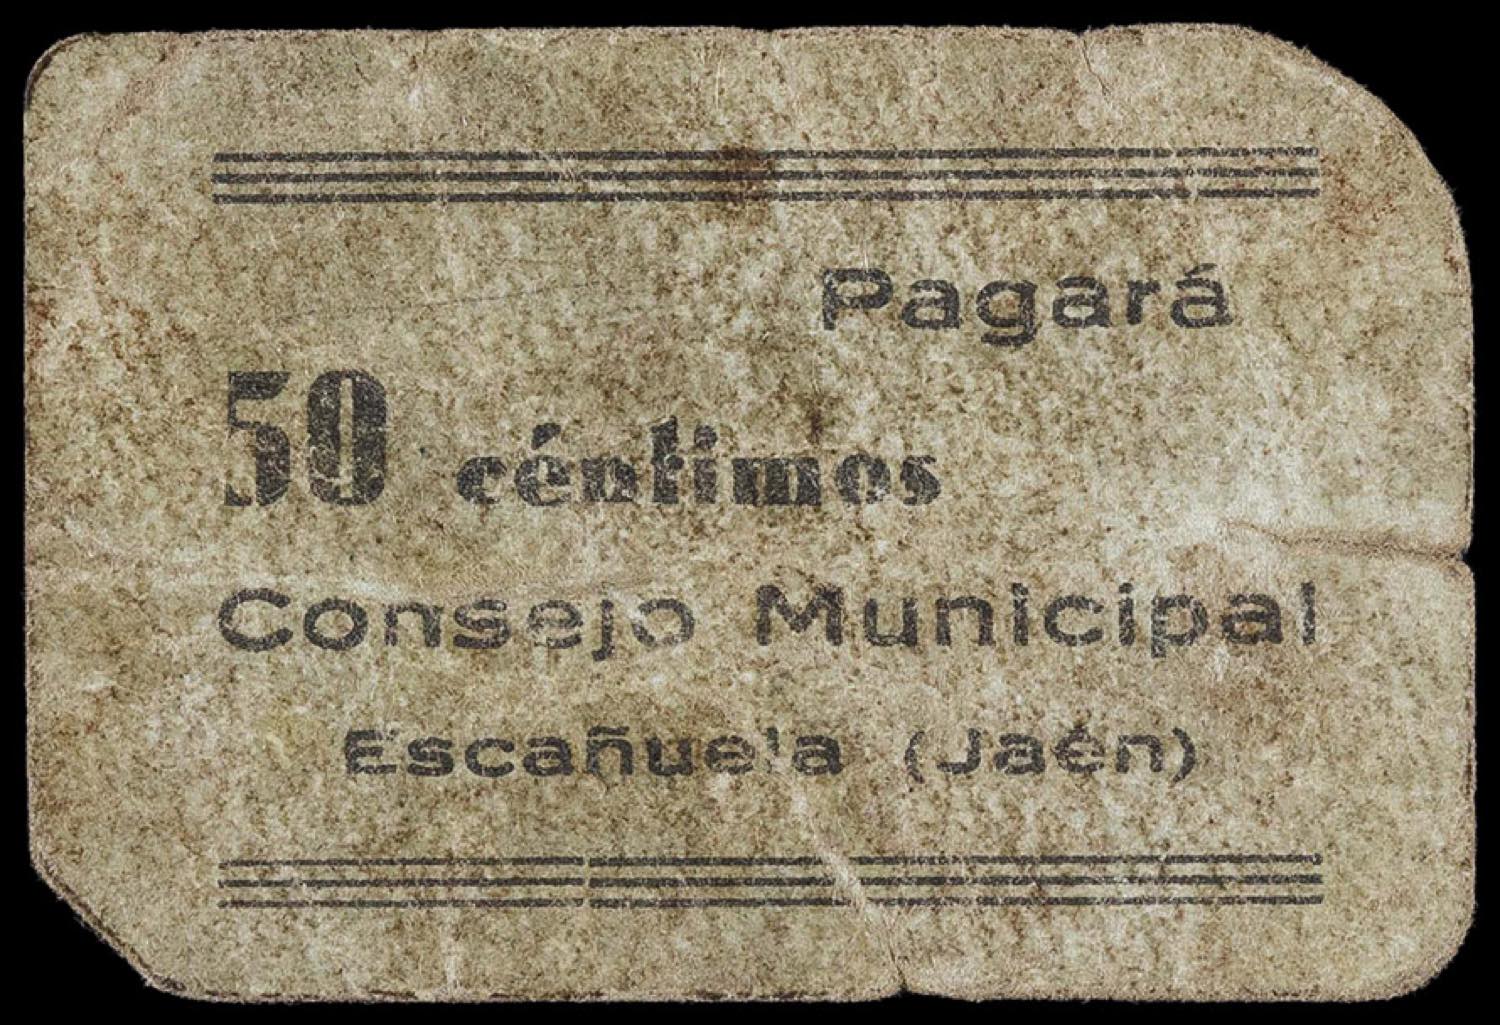 Pagará
50 céntimos
Consejo Municipal
Escañuela (Jaén)